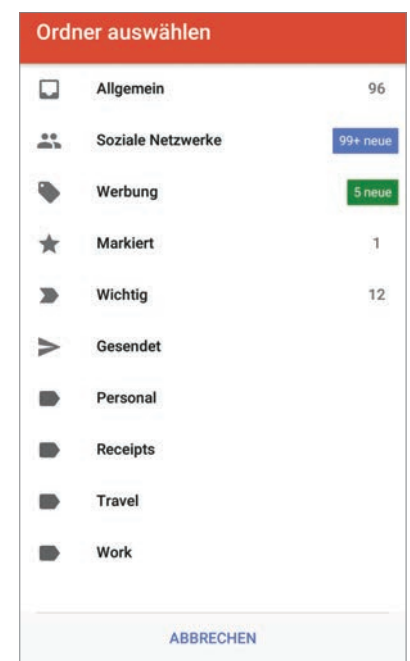 Ordner auswählen
Allgemein 96
Soziale Netzwerke 99+ neue
Werbung 5 neue
Markiert 1
Wichtig 12
Gesendet
Personal
Receipts
Travel
Work
ABBRECHEN